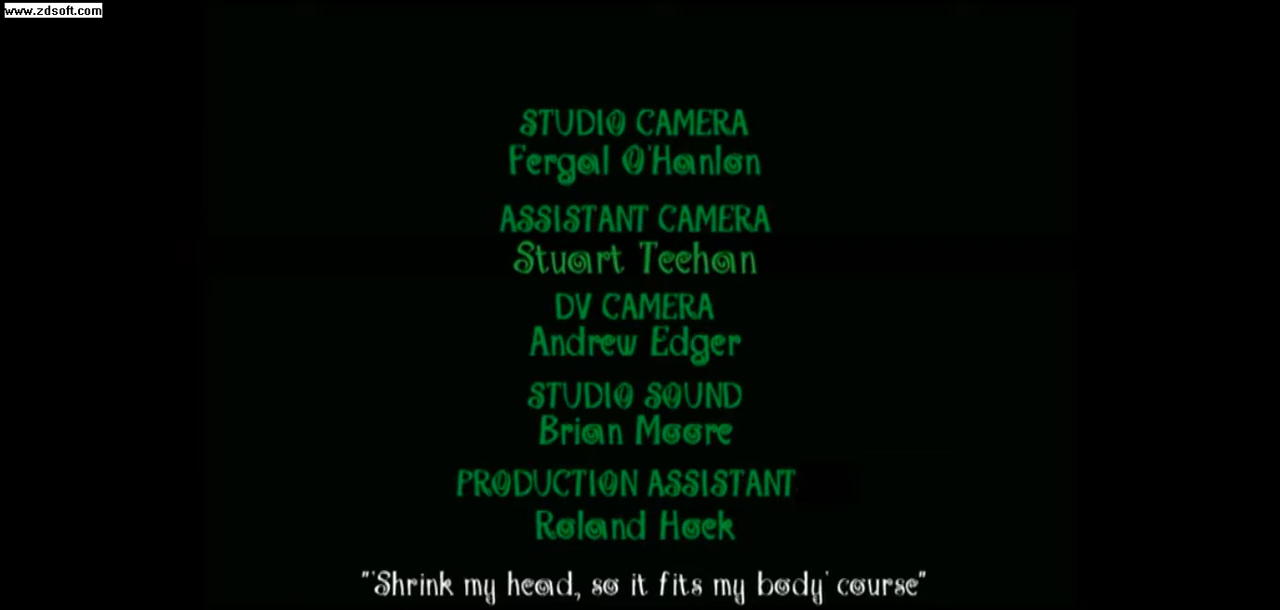 www.zdsoft.com
STUDIO CAMERA
Fergal O'Hanlon
ASSISTANT CAMERA
Stuart Teehan
DV CAMERA
Andrew Edger
STUDIO SOUND
Brian Moore
PRODUCTION ASSISTANT
Roland Hoek
"'Shrink my head, so it fits my body' course"